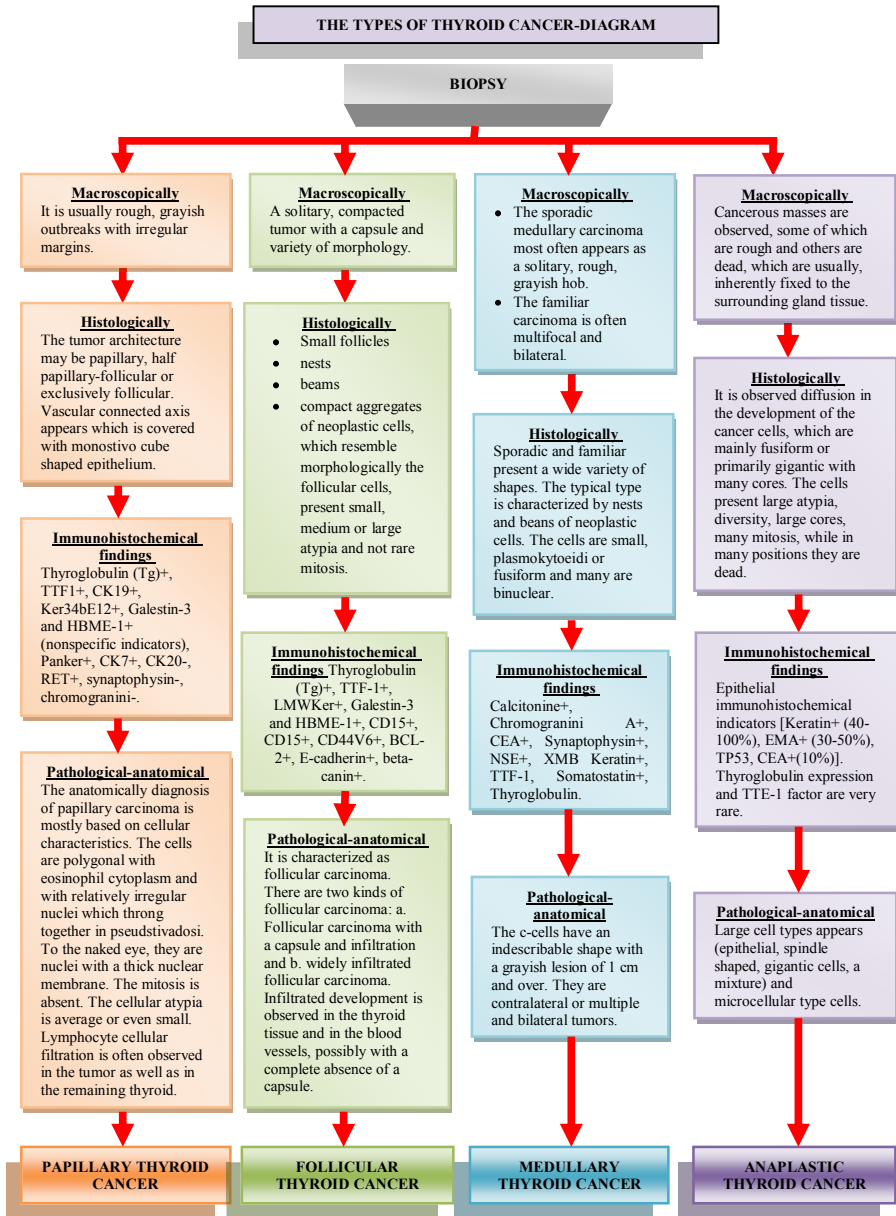 THE TYPES OF THYROID CANCER-DIAGRAM
BIOPSY
Macroscopically
It is usually rough, grayish
outbreaks with irregular
margins.
Histologically
The tumor architecture
may be papillary, half
papillary-follicular or
exclusively follicular.
Vascular connected axis
appears which is covered
with monostivo cube
shaped epithelium.
Immunohistochemical
findings
Thyroglobulin (Tg)+,
TTF1+, CK19+,
Ker34bE12+, Galestin-3
and HBME-1+
(nonspecific indicators),
Panker+, CK7+, CK20-,
RET+, synaptophysin-,
chromogranini-.
Pathological-anatomical
The anatomically diagnosis
of papillary carcinoma is
mostly based on cellular
characteristics. The cells
are polygonal with
eosinophil cytoplasm and
with relatively irregular
nuclei which throng
together in pseudstivadosi.
To the naked eye, they are
nuclei with a thick nuclear
membrane. The mitosis is
absent. The cellular atypia
is average or even small.
Lymphocyte cellular
filtration is often observed
in the tumor as well as in
the remaining thyroid.
PAPILLARY THYROID
CANCER
Macroscopically
A solitary, compacted
tumor with a capsule and
variety of morphology.
Histologically
• Small follicles
• nests
• beams
• compact aggregates
of neoplastic cells,
which resemble
morphologically the
follicular cells,
present small,
medium or large
atypia and not rare
mitosis.
Immunohistochemical
findings Thyroglobulin
(Tg)+, TTF-1+,
LMWKer+, Galestin-3
and HBME-1+, CD15+,
CD15+, CD44V6+, BCL-
2+, E-cadherin+, beta-
canin+.
Pathological-anatomical
It is characterized as
follicular carcinoma.
There are two kinds of
follicular carcinoma: a.
Follicular carcinoma with
a capsule and infiltration
and b. widely infiltrated
follicular carcinoma.
Infiltrated development is
observed in the thyroid
tissue and in the blood
vessels, possibly with a
complete absence of a
capsule.
FOLLICULAR
THYROID CANCER
Macroscopically
• The sporadic
medullary carcinoma
most often appears as
a solitary, rough,
grayish hob.
• The familiar
carcinoma is often
multifocal and
bilateral.
Histologically
Sporadic and familiar
present a wide variety of
shapes. The typical type
is characterized by nests
and beans of neoplastic
cells. The cells are small,
plasmokytoeidi or
fusiform and many are
binuclear.
Immunohistochemical
findings
Calcitonine+,
Chromogranini A+,
CEA+, Synaptophysin+,
NSE+, XMB Keratin+,
TTF-1, Somatostatin+,
Thyroglobulin.
Pathological-
anatomical
The c-cells have an
indescribable shape with
a grayish lesion of 1 cm
and over. They are
contralateral or multiple
and bilateral tumors.
MEDULLARY
THYROID CANCER
Macroscopically
Cancerous masses are
observed, some of which
are rough and others are
dead, which are usually,
inherently fixed to the
surrounding gland tissue.
Histologically
It is observed diffusion in
the development of the
cancer cells, which are
mainly fusiform or
primarily gigantic with
many cores. The cells
present large atypia,
diversity, large cores,
many mitosis, while in
many positions they are
dead.
Immunohistochemical
findings
Epithelial
immunohistochemical
indicators [Keratin+ (40-
100%), EMA+ (30-50%),
TP53, CEA+(10%)].
Thyroglobulin expression
and TTE-1 factor are very
rare.
Pathological-anatomical
Large cell types appears
(epithelial, spindle
shaped, gigantic cells, a
mixture) and
microcellular type cells.
ANAPLASTIC
THYROID CANCER